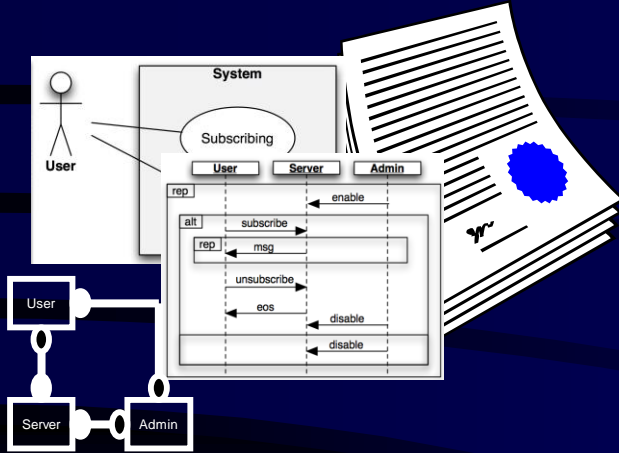 System
Subscribing
User
User Server Admin
rep
enable
alt
subscribe
rep
msg
unsubscribe
eos
disable
disable
User
Server
Admin